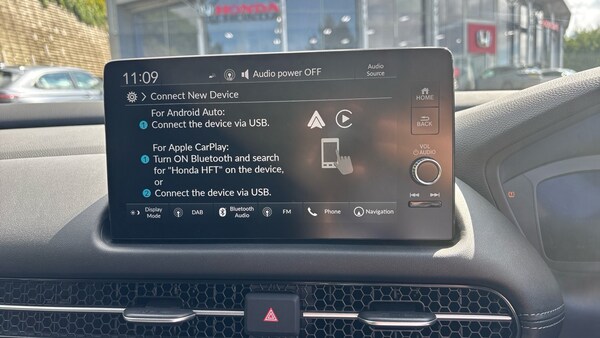 HONDA
11:09
Audio power OFF
Audio
Source
Connect New Device
HOME
For Android Auto:
1 Connect the device via USB.
BACK
For Apple CarPlay:
1 Turn ON Bluetooth and search
for "Honda HFT" on the device,
or
2 Connect the device via USB.
VOL
AUDIO
Display
Mode
DAB
Bluetooth
Audio
FM
Phone
Navigation
HONDA